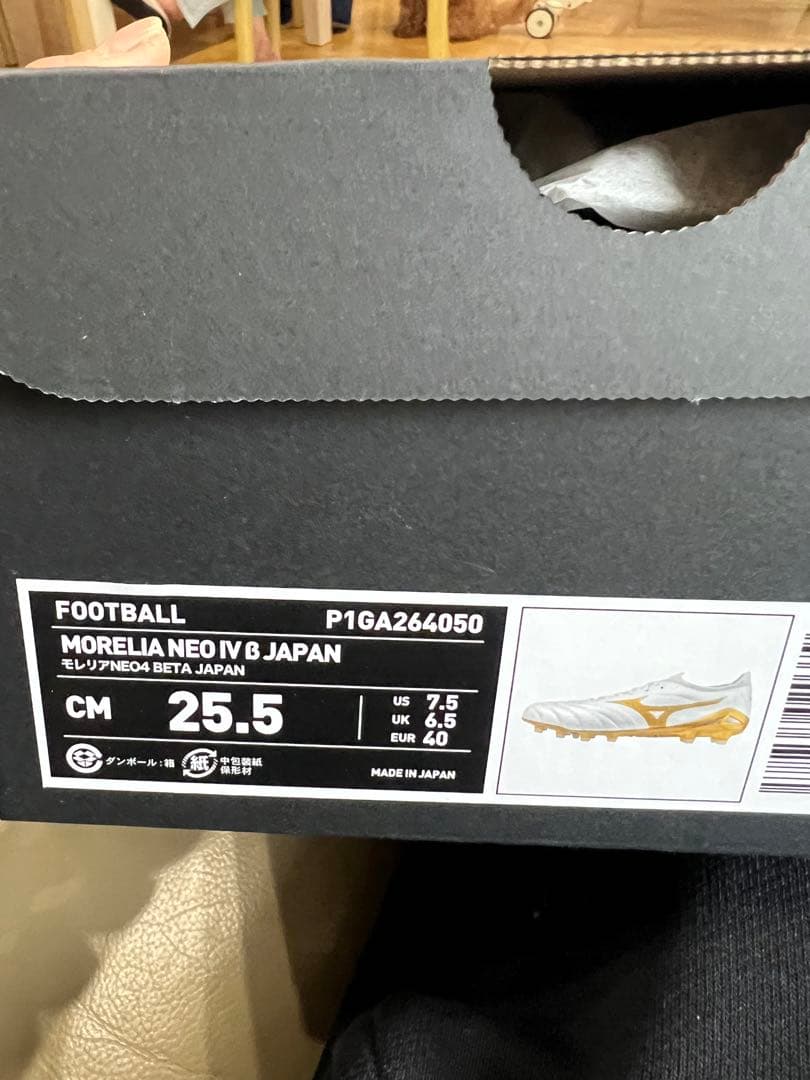 FOOTBALL P1GA264050
MORELIA NEO IV β JAPAN
モレリアNEO4 BETA JAPAN
CM 25.5
US 7.5
UK 6.5
EUR 40
ダンボール : 箱
紙 中包装紙
保形材
MADE IN JAPAN